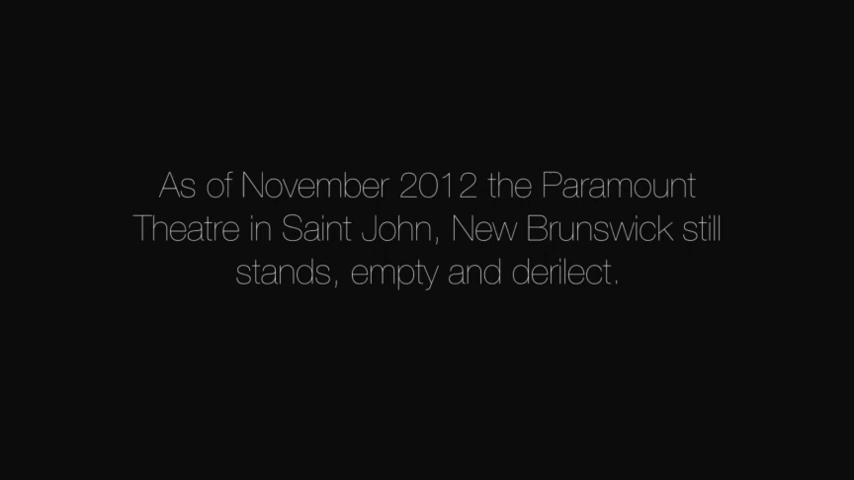 As of November 2012 the Paramount
Theatre in Saint John, New Brunswick still
stands, empty and derilect.